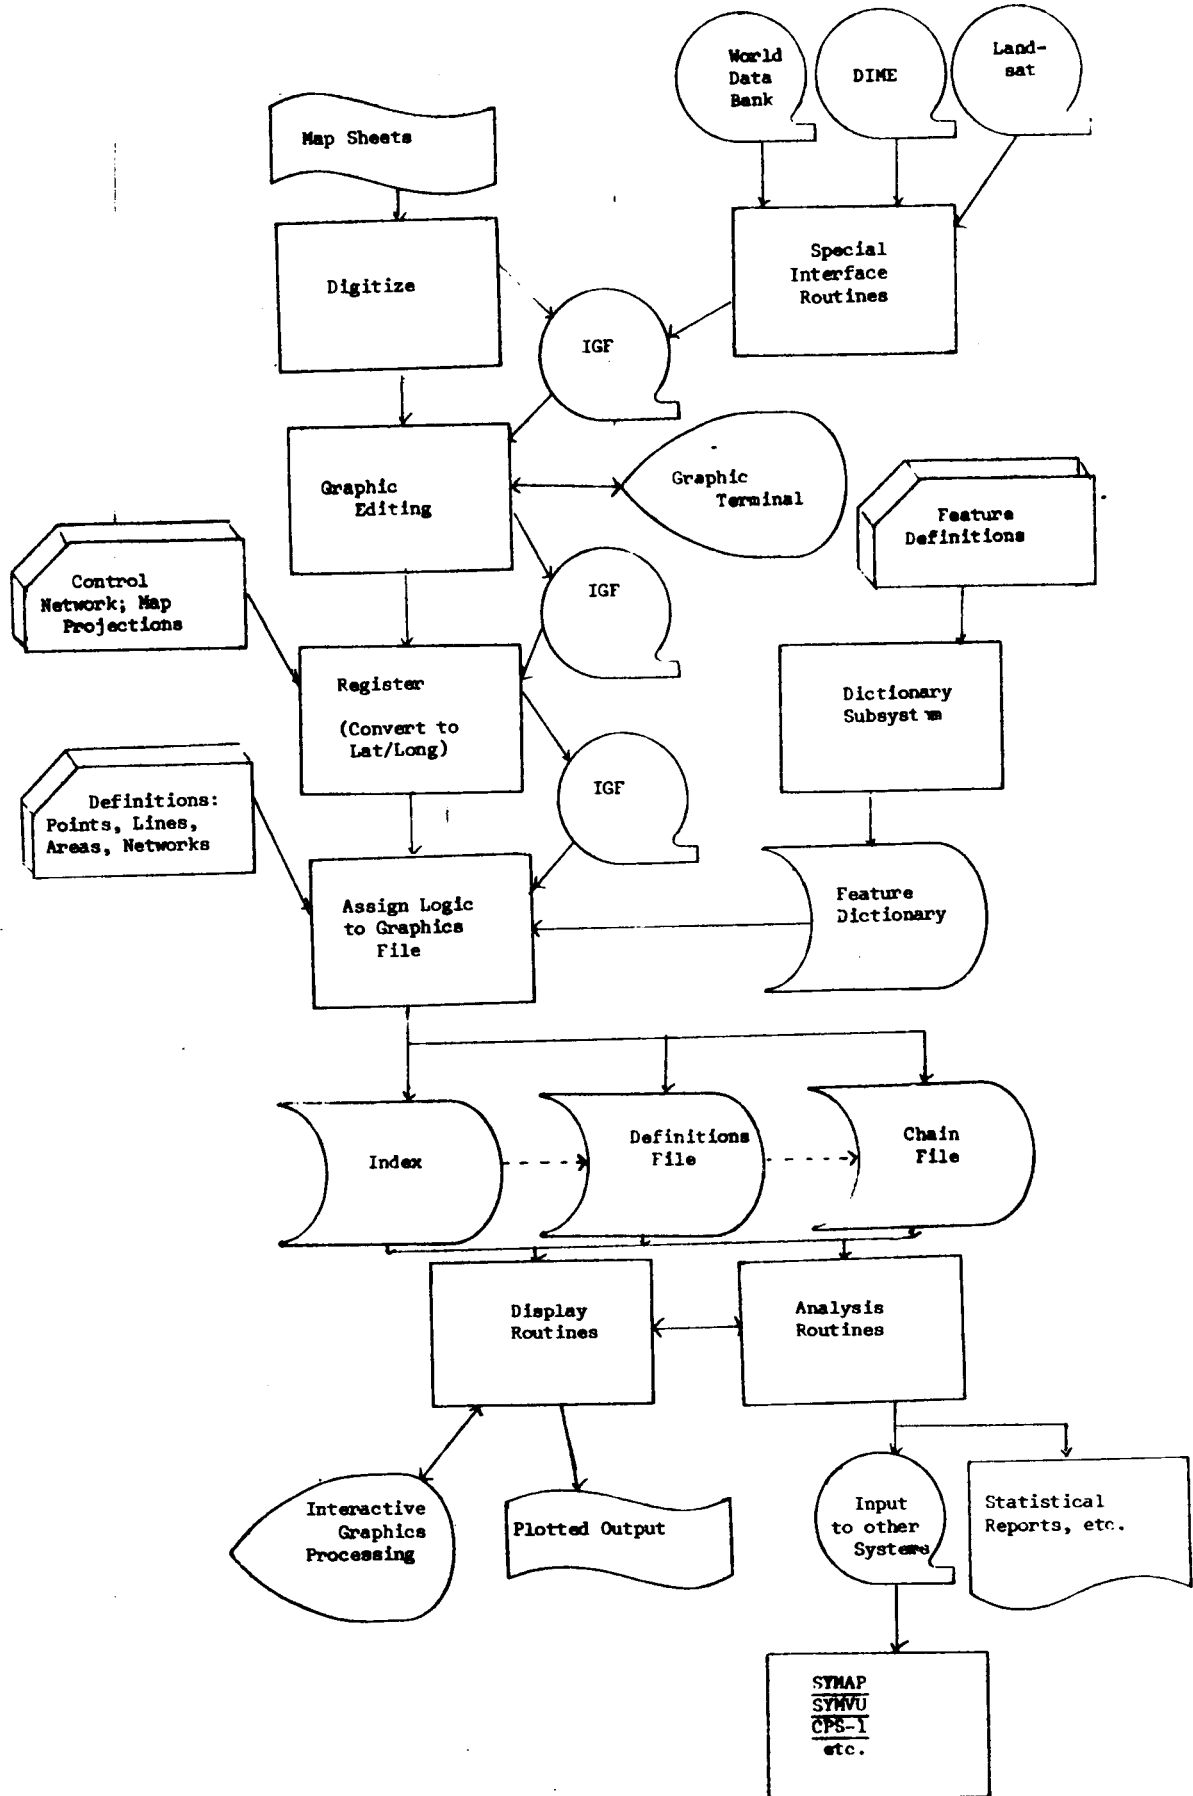 World
Data
Bank
DIME
Land-
sat
Map Sheets
Special
Interface
Routines
Digitize
IGF
Graphic
Editing
Graphic
Terminal
Feature
Definitions
Control
Network; Map
Projections
IGF
Register
(Convert to
Lat/Long)
Dictionary
Subsystem
IGF
Definitions:
Points, Lines,
Areas, Networks
Assign Logic
to Graphics
File
Feature
Dictionary
Index
Definitions
File
Chain
File
Display
Routines
Analysis
Routines
Interactive
Graphics
Processing
Plotted Output
Input
to other
Systems
Statistical
Reports, etc.
SYMAP
SYMVU
CPS-1
etc.